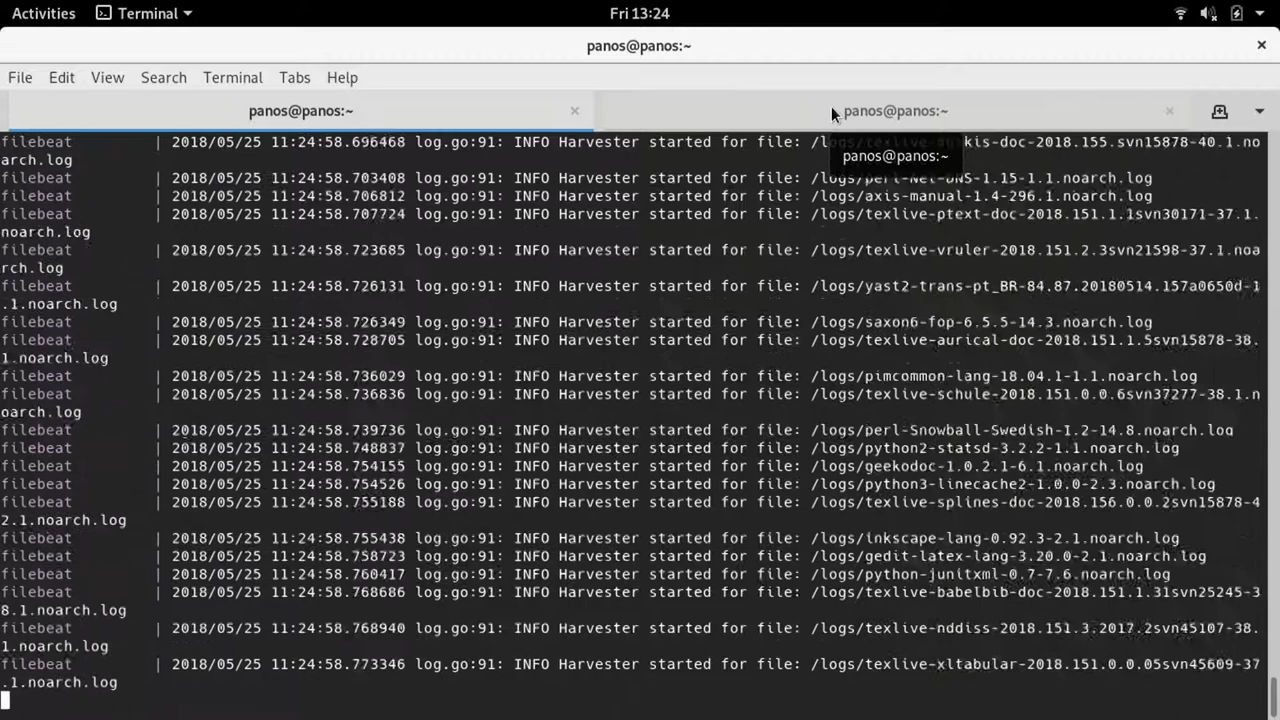 Activities Terminal Fri 13:24
panos@panos:~
File Edit View Search Terminal Tabs Help
panos@panos:~ panos@panos:~
panos@panos:~
filebeat | 2018/05/25 11:24:58.696468 log.go:91: INFO Harvester started for file: /logs/texlive- kis-doc-2018.155.svn15878-40.1.no
arch.log
filebeat | 2018/05/25 11:24:58.703408 log.go:91: INFO Harvester started for file: /logs/perl-Net-DNS-1.15-1.1.noarch.log
filebeat | 2018/05/25 11:24:58.706812 log.go:91: INFO Harvester started for file: /logs/axis-manual-1.4-296.1.noarch.log
filebeat | 2018/05/25 11:24:58.707724 log.go:91: INFO Harvester started for file: /logs/texlive-ptext-doc-2018.151.1.1svn30171-37.1.
noarch.log
filebeat | 2018/05/25 11:24:58.723685 log.go:91: INFO Harvester started for file: /logs/texlive-vruler-2018.151.2.3svn21598-37.1.noa
rch.log
filebeat | 2018/05/25 11:24:58.726131 log.go:91: INFO Harvester started for file: /logs/yast2-trans-pt_BR-84.87.20180514.157a0650d-1
.1.noarch.log
filebeat | 2018/05/25 11:24:58.726349 log.go:91: INFO Harvester started for file: /logs/saxon6-fop-6.5.5-14.3.noarch.log
filebeat | 2018/05/25 11:24:58.728705 log.go:91: INFO Harvester started for file: /logs/texlive-aurical-doc-2018.151.1.5svn15878-38.
1.noarch.log
filebeat | 2018/05/25 11:24:58.736029 log.go:91: INFO Harvester started for file: /logs/pimcommon-lang-18.04.1-1.1.noarch.log
filebeat | 2018/05/25 11:24:58.736836 log.go:91: INFO Harvester started for file: /logs/texlive-schule-2018.151.0.0.6svn37277-38.1.n
oarch.log
filebeat | 2018/05/25 11:24:58.739736 log.go:91: INFO Harvester started for file: /logs/perl-Snowball-Swedish-1.2-14.8.noarch.log
filebeat | 2018/05/25 11:24:58.748837 log.go:91: INFO Harvester started for file: /logs/python2-statsd-3.2.2-1.1.noarch.log
filebeat | 2018/05/25 11:24:58.754155 log.go:91: INFO Harvester started for file: /logs/geekodoc-1.0.2.1-6.1.noarch.log
filebeat | 2018/05/25 11:24:58.754526 log.go:91: INFO Harvester started for file: /logs/python3-linecache2-1.0.0-2.3.noarch.log
filebeat | 2018/05/25 11:24:58.755188 log.go:91: INFO Harvester started for file: /logs/texlive-splines-doc-2018.156.0.0.2svn15878-4
2.1.noarch.log
filebeat | 2018/05/25 11:24:58.755438 log.go:91: INFO Harvester started for file: /logs/inkscape-lang-0.92.3-2.1.noarch.log
filebeat | 2018/05/25 11:24:58.758723 log.go:91: INFO Harvester started for file: /logs/gedit-latex-lang-3.20.0-2.1.noarch.log
filebeat | 2018/05/25 11:24:58.760417 log.go:91: INFO Harvester started for file: /logs/python-junitxml-0.7-7.6.noarch.log
filebeat | 2018/05/25 11:24:58.768686 log.go:91: INFO Harvester started for file: /logs/texlive-babelbib-doc-2018.151.1.31svn25245-3
8.1.noarch.log
filebeat | 2018/05/25 11:24:58.768940 log.go:91: INFO Harvester started for file: /logs/texlive-nddiss-2018.151.3.2017.2svn45107-38.
1.noarch.log
filebeat | 2018/05/25 11:24:58.773346 log.go:91: INFO Harvester started for file: /logs/texlive-xltabular-2018.151.0.0.05svn45609-37
.1.noarch.log